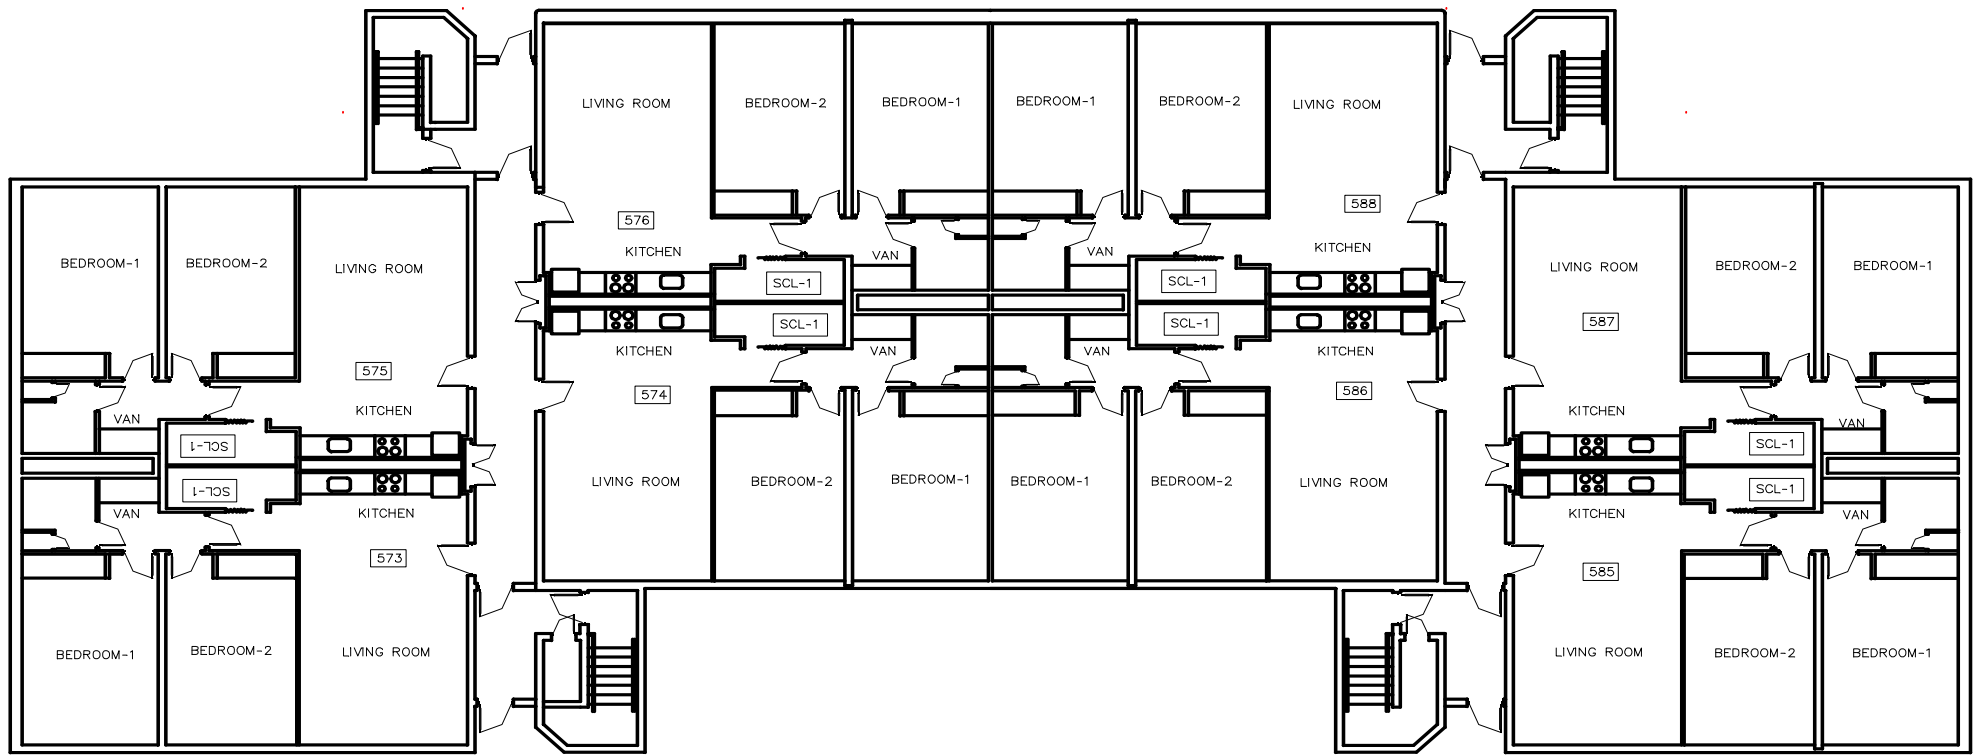 LIVING ROOM
BEDROOM-2
BEDROOM-1
BEDROOM-1
BEDROOM-2
LIVING ROOM
576
588
KITCHEN
VAN
VAN
KITCHEN
SCL-1
SCL-1
SCL-1
SCL-1
KITCHEN
VAN
VAN
KITCHEN
574
586
LIVING ROOM
BEDROOM-2
BEDROOM-1
BEDROOM-1
BEDROOM-2
LIVING ROOM
BEDROOM-1
BEDROOM-2
LIVING ROOM
575
VAN
KITCHEN
SCL-1
SCL-1
VAN
KITCHEN
573
BEDROOM-1
BEDROOM-2
LIVING ROOM
LIVING ROOM
BEDROOM-2
BEDROOM-1
587
KITCHEN
VAN
SCL-1
SCL-1
KITCHEN
VAN
585
LIVING ROOM
BEDROOM-2
BEDROOM-1